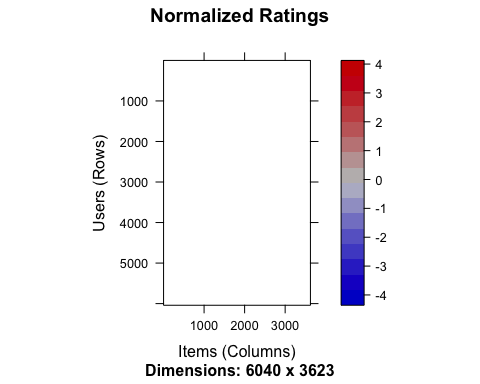 Normalized Ratings
4
3
2
1
0
-1
-2
-3
-4
1000
2000
3000
4000
5000
Users (Rows)
1000 2000 3000
Items (Columns)
Dimensions: 6040 x 3623